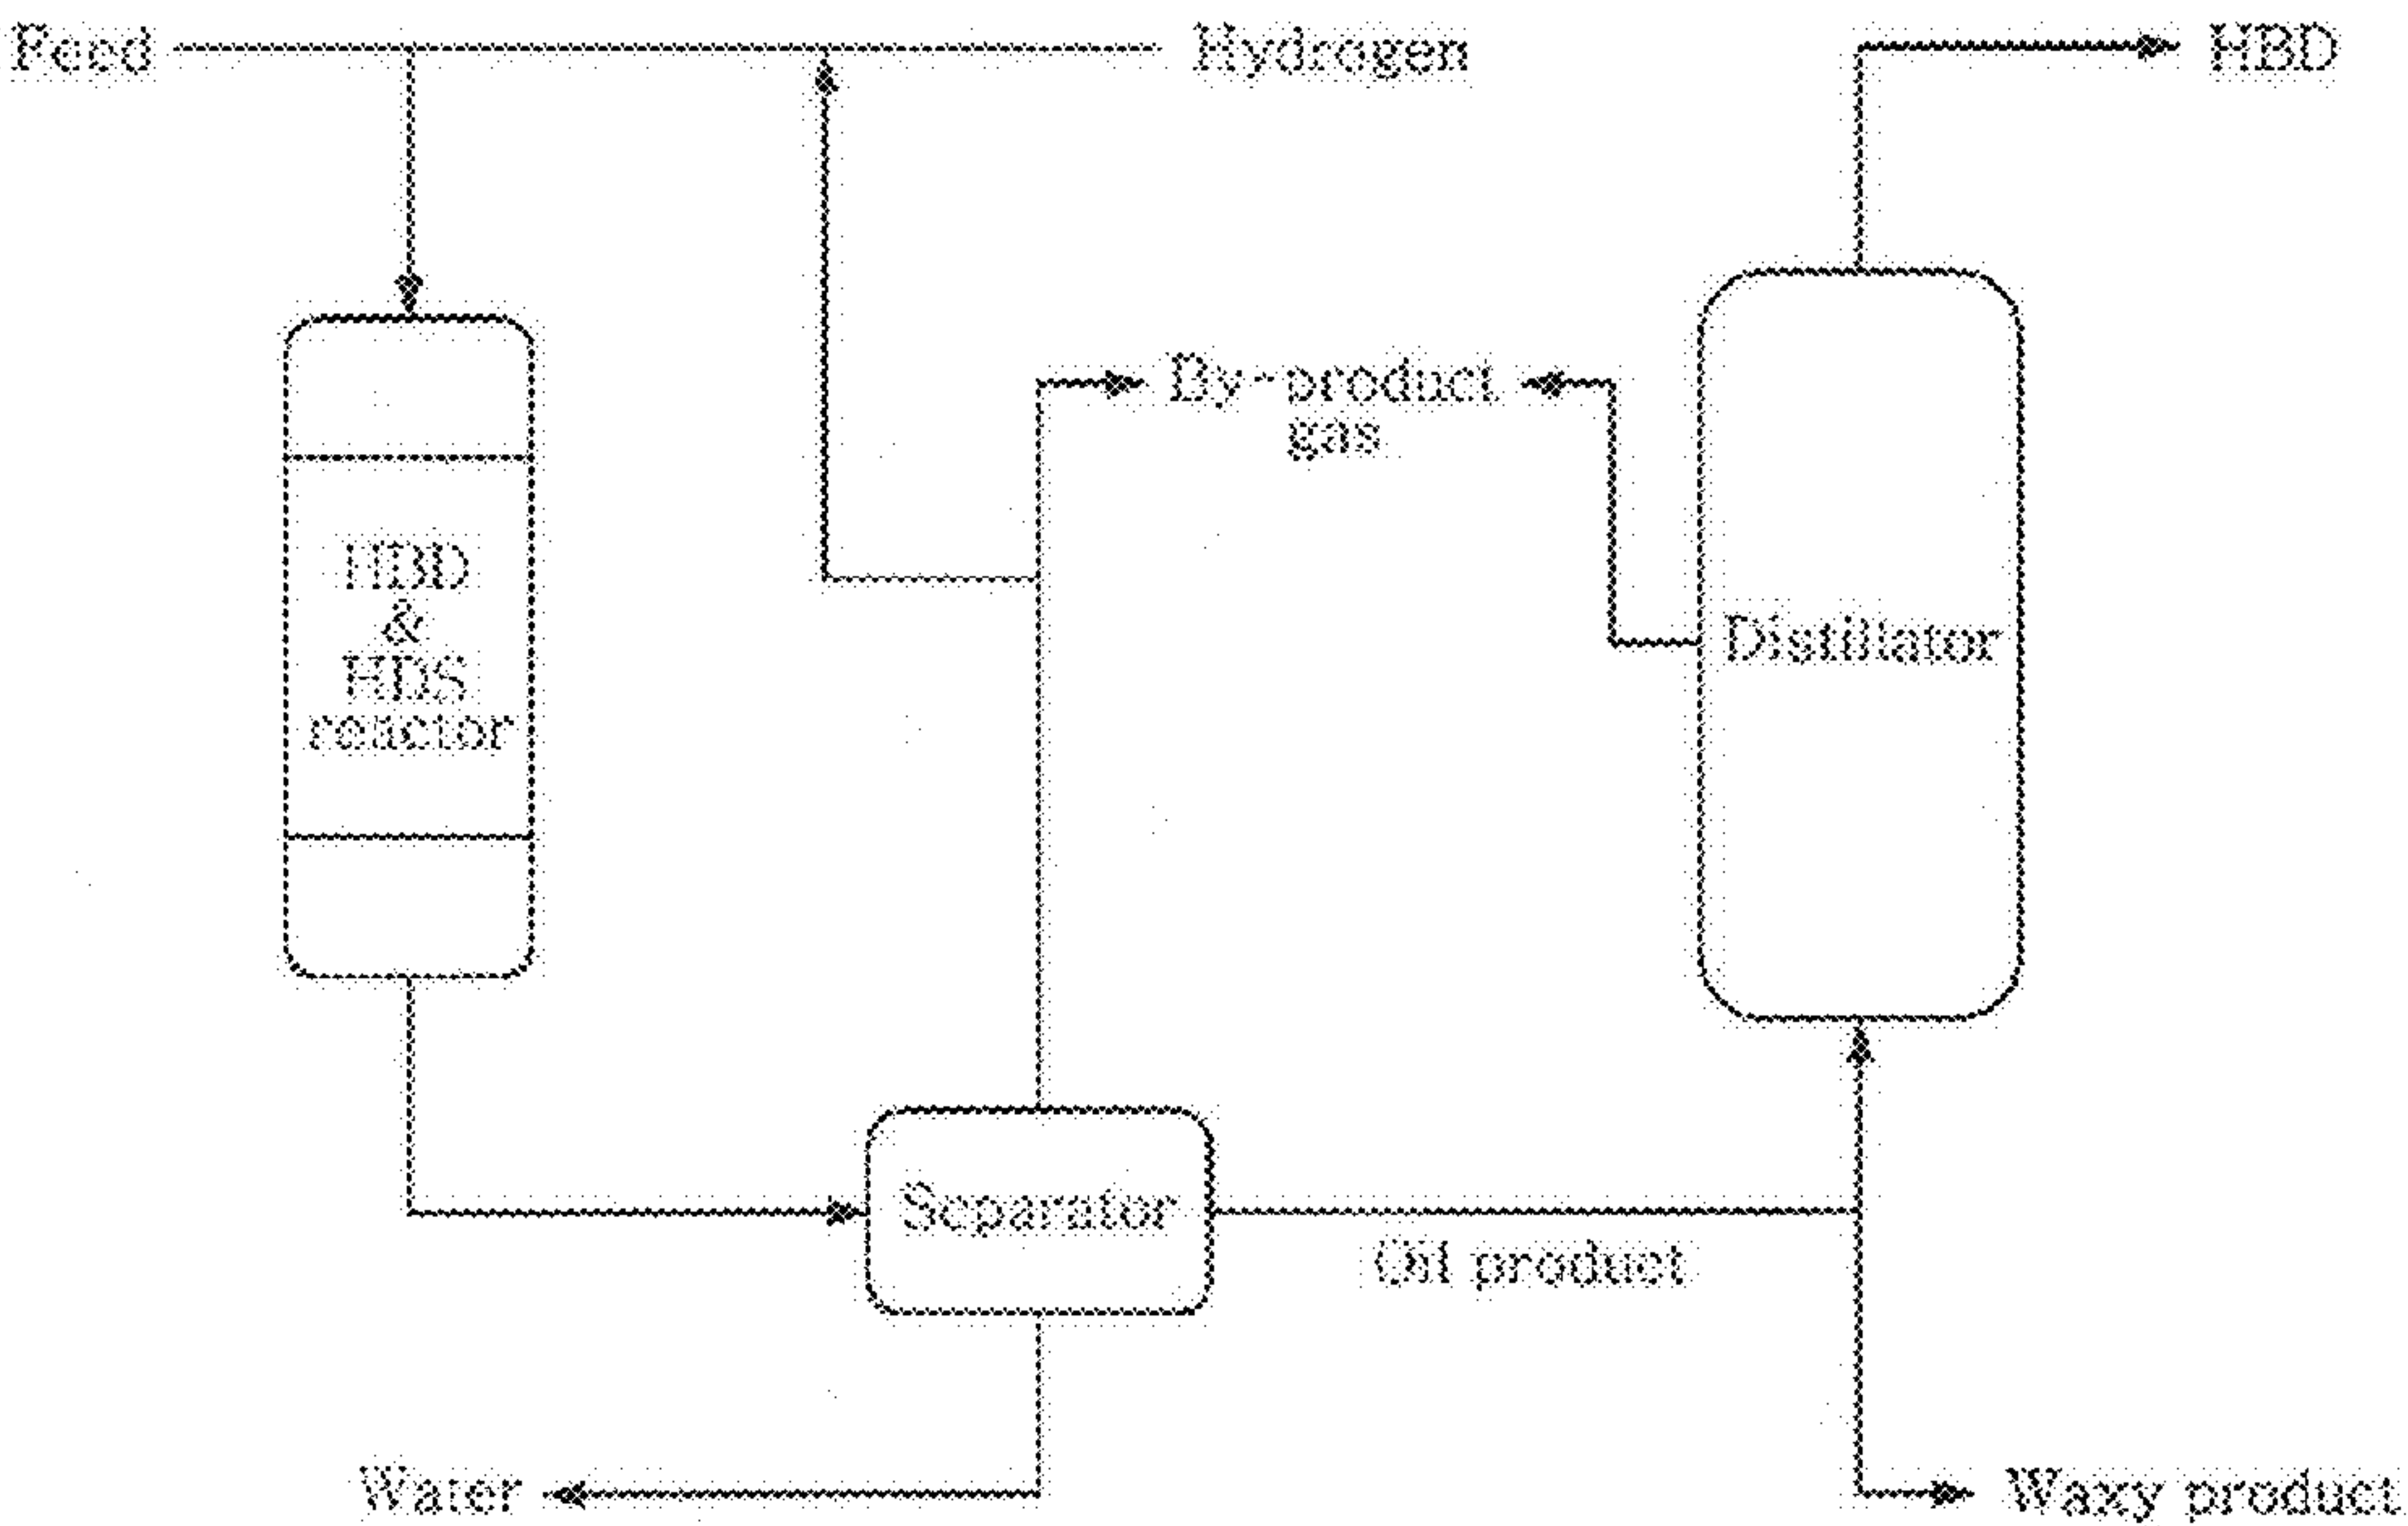 Feed
Hydrogen
HBD
By-product
gas
HBD
&
HDS
reactor
Distillator
Separator
Oil product
Water
Waxy product